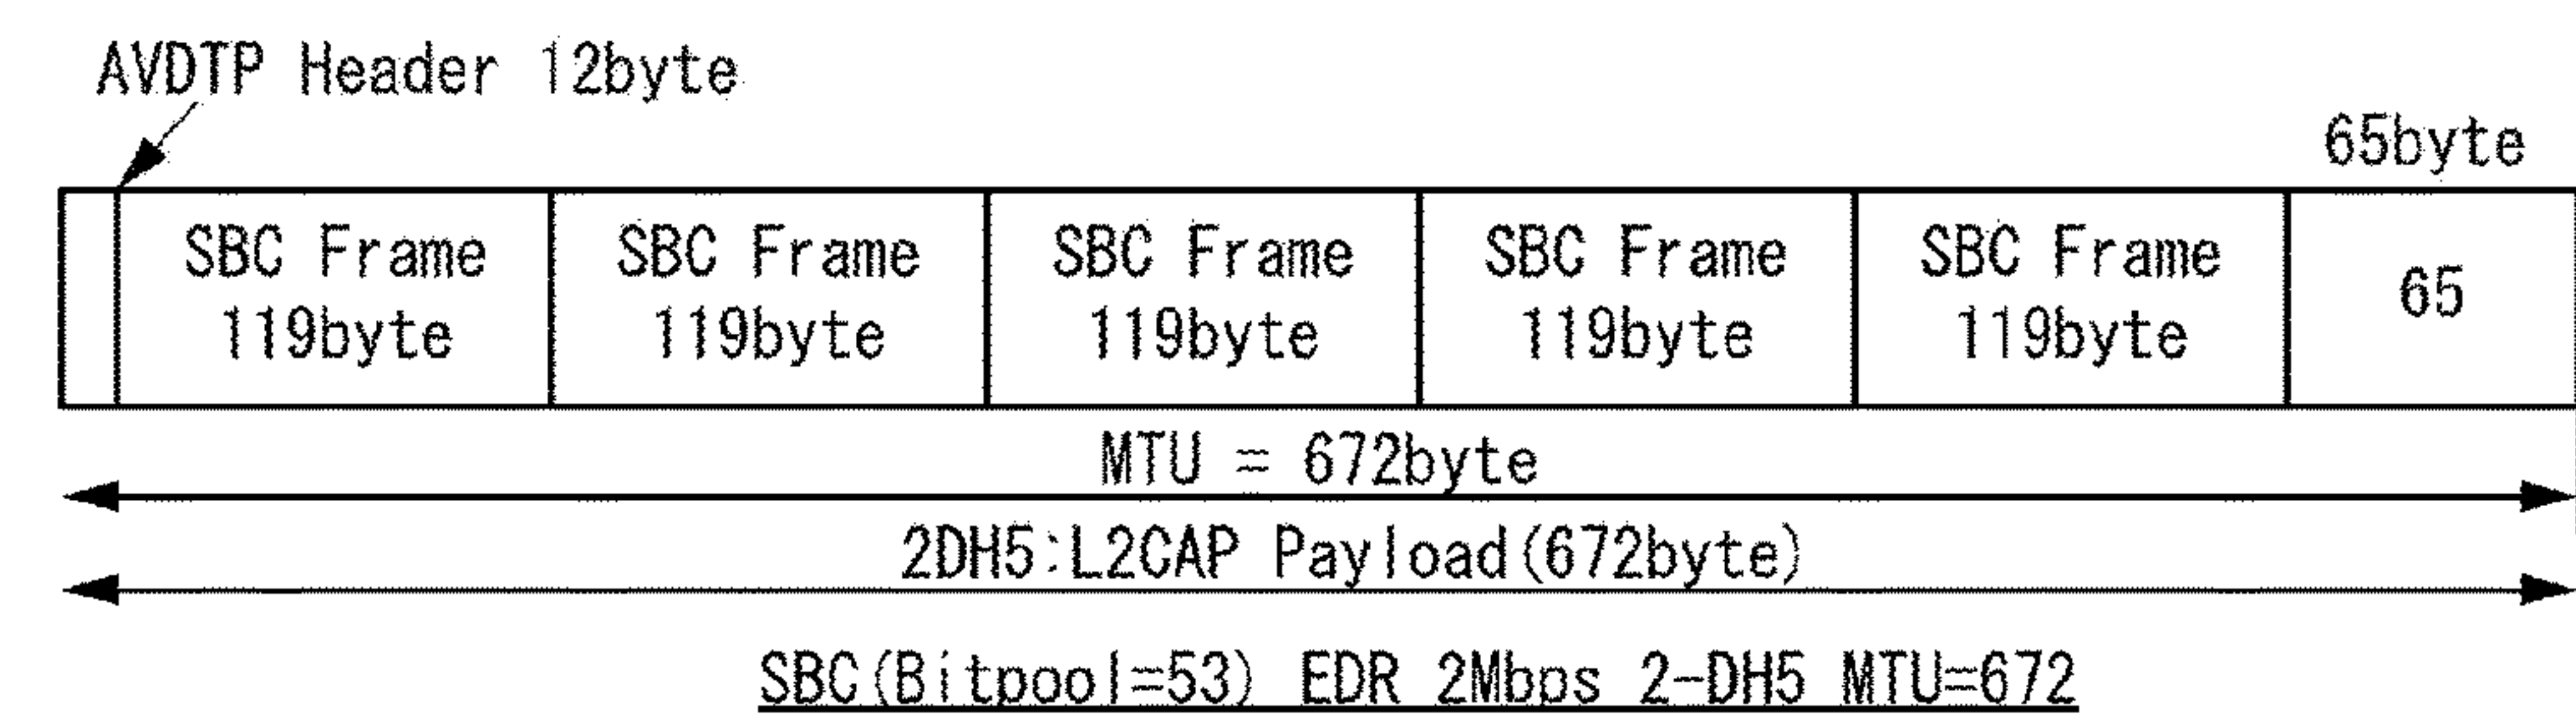 AVDTP Header 12byte
65byte
SBC Frame 119byte
SBC Frame 119byte
SBC Frame 119byte
SBC Frame 119byte
SBC Frame 119byte
65
MTU = 672byte
2DH5:L2CAP Payload(672byte)
SBC(Bitpool=53) EDR 2Mbps 2-DH5 MTU=672